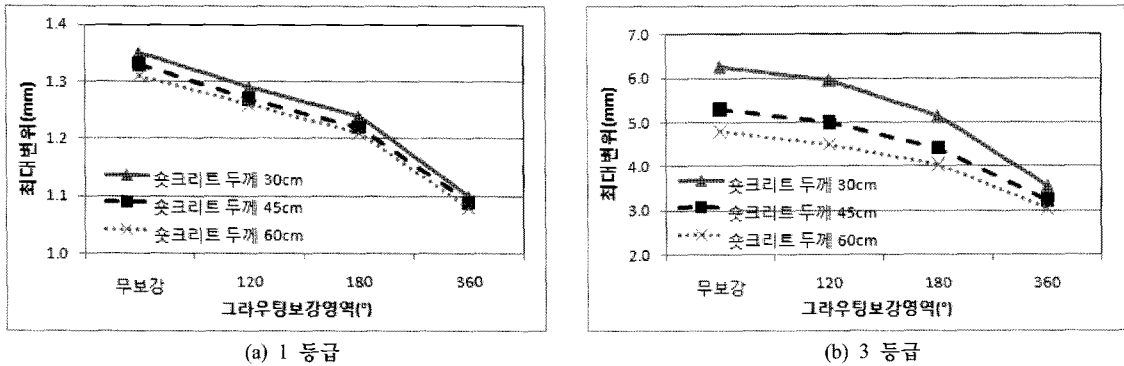 최대변위(mm)
1.4
1.3
1.2
1.1
1.0
숏크리트 두께 30cm
숏크리트 두께 45cm
숏크리트 두께 60cm
무보강 120 180 360
그라우팅보강영역(°)
(a) 1 등급
최대변위(mm)
7.0
6.0
5.0
4.0
3.0
2.0
숏크리트 두께 30cm
숏크리트 두께 45cm
숏크리트 두께 60cm
무보강 120 180 360
그라우팅보강영역(°)
(b) 3 등급